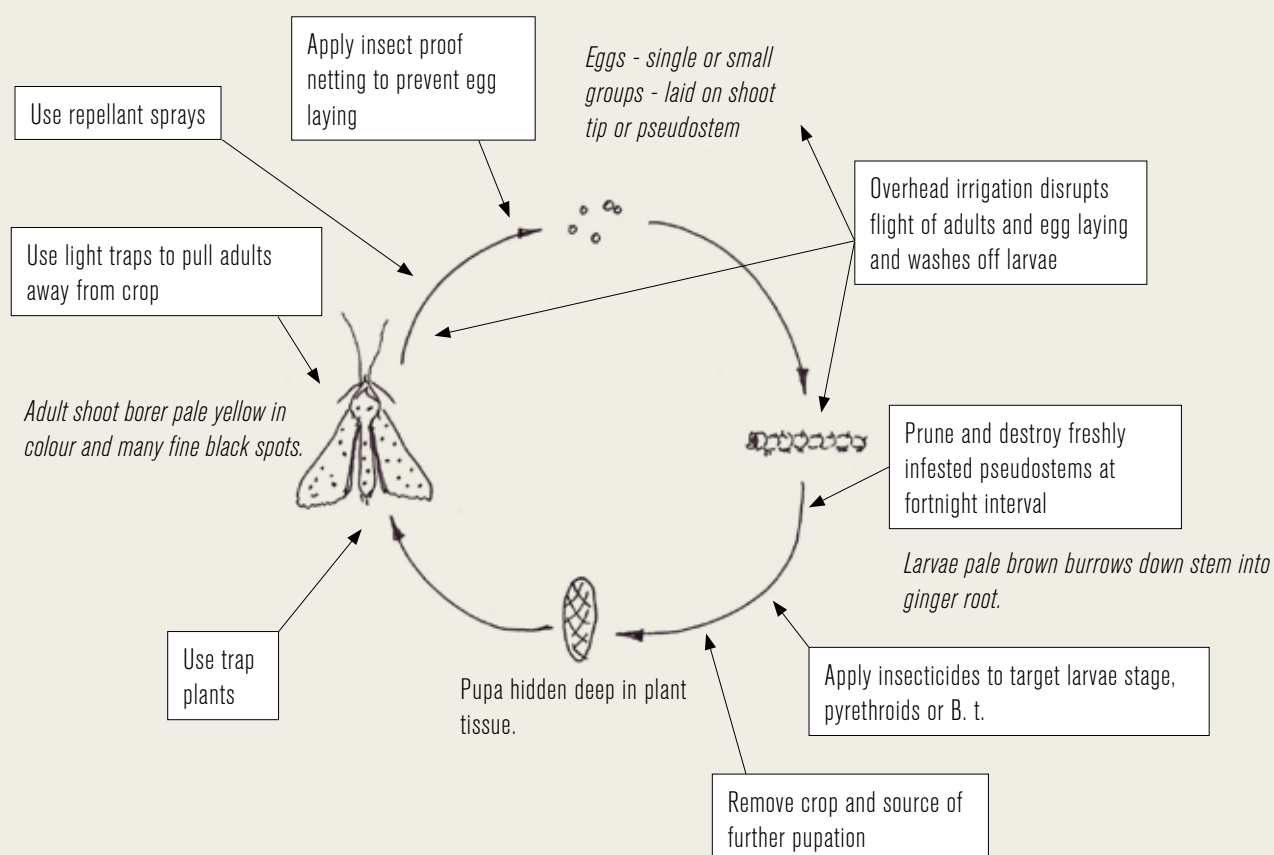 Apply insect proof
netting to prevent egg
laying
Eggs - single or small
groups - laid on shoot
tip or pseudostem
Use repellant sprays
Overhead irrigation disrupts
flight of adults and egg laying
and washes off larvae
Use light traps to pull adults
away from crop
Adult shoot borer pale yellow in
colour and many fine black spots.
Prune and destroy freshly
infested pseudostems at
fortnight interval
Larvae pale brown burrows down stem into
ginger root.
Use trap
plants
Pupa hidden deep in plant
tissue.
Apply insecticides to target larvae stage,
pyrethroids or B. t.
Remove crop and source of
further pupation